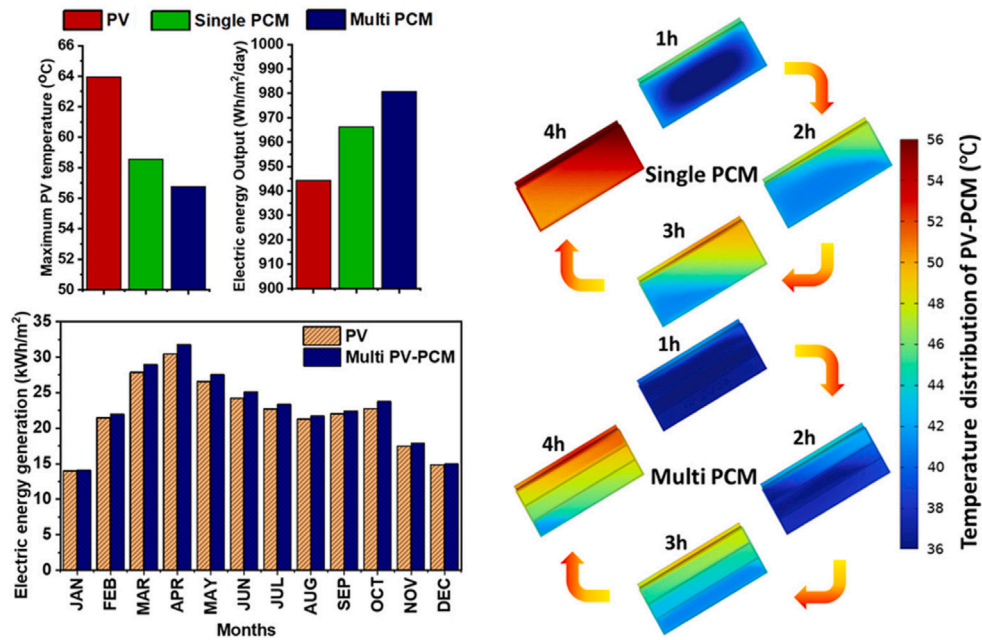 PV
Single PCM
Multi PCM
Maximum PV temperature (°C)
66
64
62
60
58
56
54
52
50
Electric energy Output (Wh/m²/day)
1000
990
980
970
960
950
940
930
920
910
900
Electric energy generation (kWh/m²)
35
30
25
20
15
10
5
0
PV
Multi PV-PCM
JAN
FEB
MAR
APR
MAY
JUN
JUL
AUG
SEP
OCT
NOV
DEC
Months
1h
2h
3h
4h
Single PCM
1h
2h
3h
4h
Multi PCM
56
54
52
50
48
46
44
42
40
38
36
Temperature distribution of PV-PCM (°C)